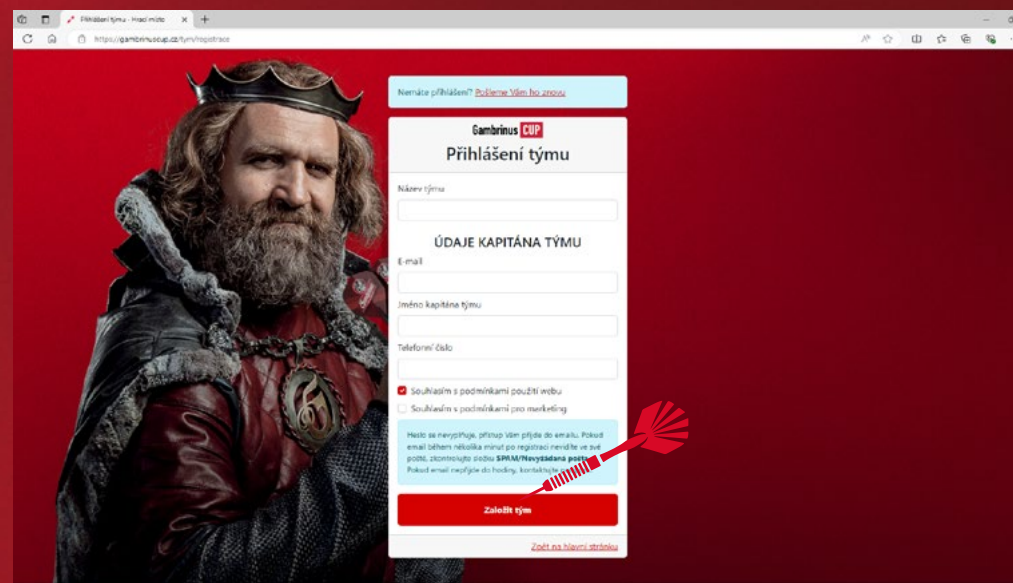 Přihlášení týmu - Hrací místo
https://gambrinuscup.cz/tym/registrace
Nemáte přihlášení? Pošleme Vám ho znovu
Gambrinus CUP
Přihlášení týmu
Název týmu
ÚDAJE KAPITÁNA TÝMU
E-mail
Jméno kapitána týmu
Telefonní číslo
Souhlasím s podmínkami použití webu
Souhlasím s podmínkami pro marketing
Heslo se nevyplňuje, přístup Vám přijde do emailu. Pokud
email během několika minut po registraci nevidíte ve své
poště, zkontrolujte složku SPAM/Nevyžádaná pošta
Pokud email nepřijde do hodiny, kontaktujte
Založit tým
Zpět na hlavní stránku